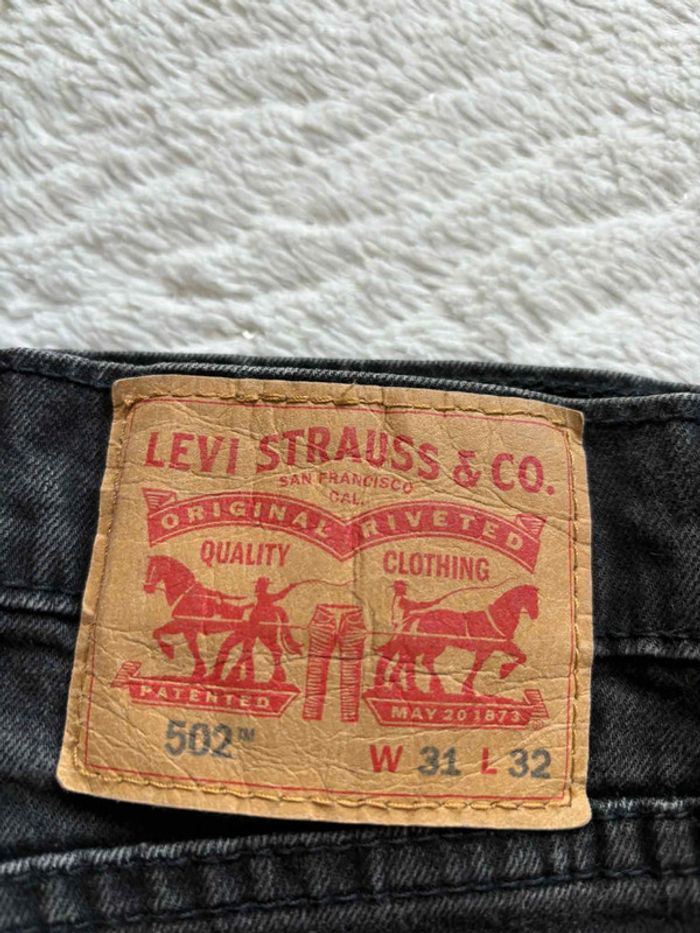 LEVI STRAUSS & CO.
SAN FRANCISCO
CAL.
ORIGINAL RIVETED
QUALITY CLOTHING
PATENTED MAY 20 1873
502™ W 31 L 32